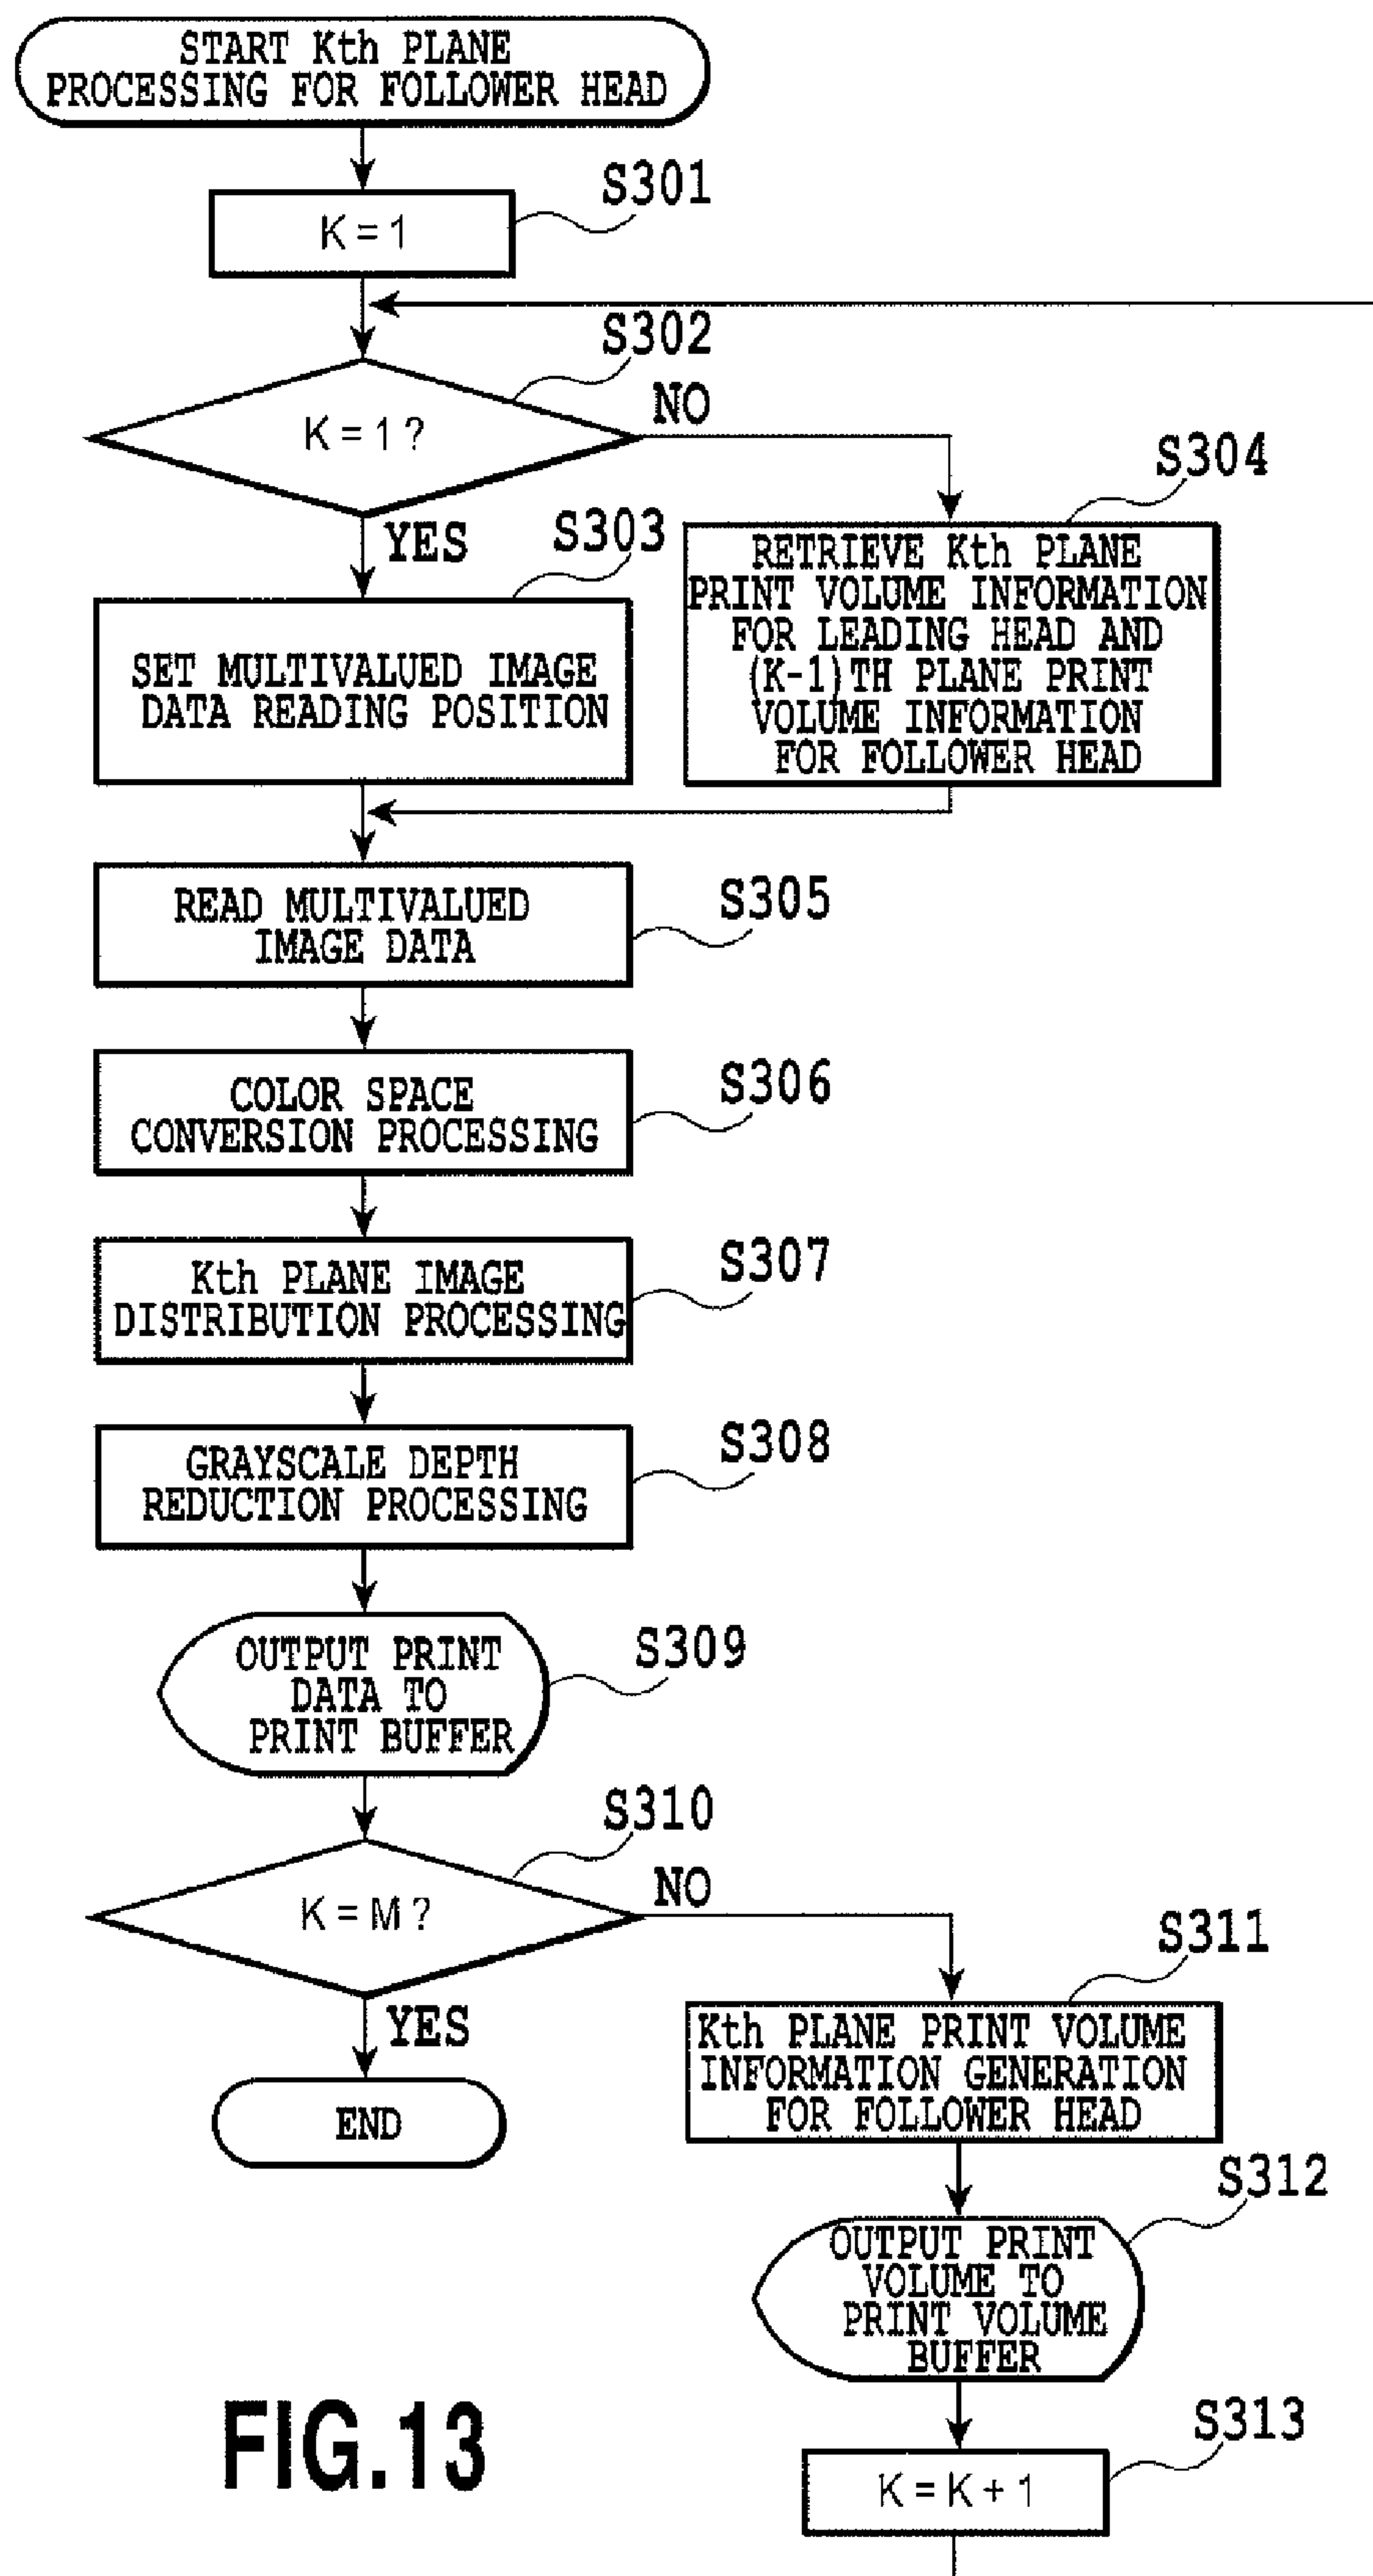 START Kth PLANE
PROCESSING FOR FOLLOWER HEAD
S301
K = 1
S302
K = 1 ?
NO
YES
S303
SET MULTIVALUED IMAGE
DATA READING POSITION
S304
RETRIEVE Kth PLANE
PRINT VOLUME INFORMATION
FOR LEADING HEAD AND
(K-1)TH PLANE PRINT
VOLUME INFORMATION
FOR FOLLOWER HEAD
READ MULTIVALUED
IMAGE DATA
S305
COLOR SPACE
CONVERSION PROCESSING
S306
Kth PLANE IMAGE
DISTRIBUTION PROCESSING
S307
GRAYSCALE DEPTH
REDUCTION PROCESSING
S308
OUTPUT PRINT
DATA TO
PRINT BUFFER
S309
S310
K = M ?
NO
YES
END
S311
Kth PLANE PRINT VOLUME
INFORMATION GENERATION
FOR FOLLOWER HEAD
S312
OUTPUT PRINT
VOLUME TO
PRINT VOLUME
BUFFER
S313
K = K + 1
FIG.13